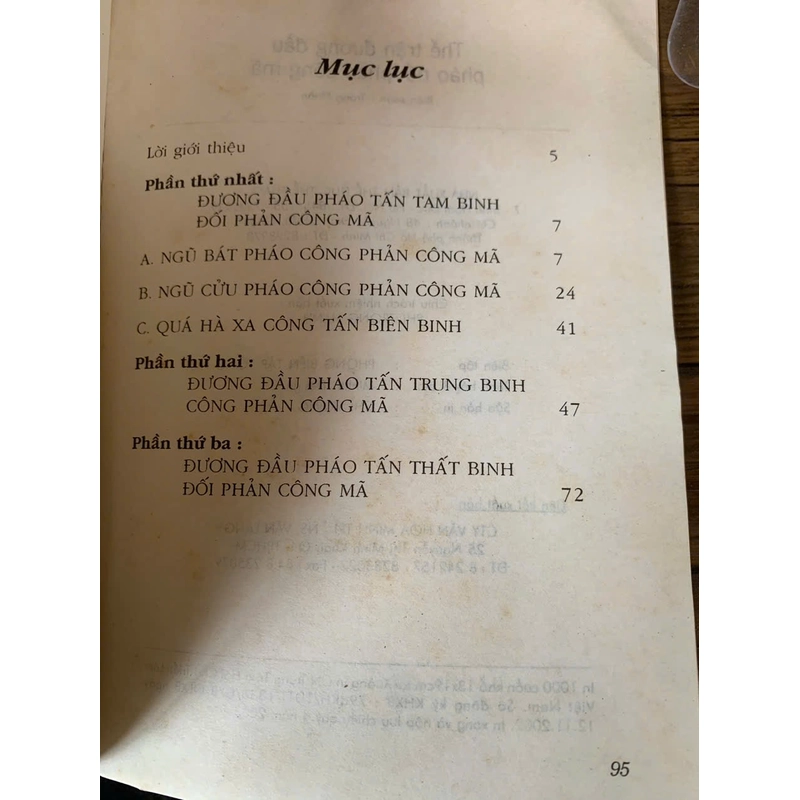 Mục lục
Lời giới thiệu 5
Phần thứ nhất :
ĐƯƠNG ĐẦU PHÁO TẤN TAM BINH
ĐỐI PHẢN CÔNG MÃ 7
A. NGŨ BÁT PHÁO CÔNG PHẢN CÔNG MÃ 7
B. NGŨ CỬU PHÁO CÔNG PHẢN CÔNG MÃ 24
C. QUÁ HÀ XA CÔNG TẤN BIÊN BINH 41
Phần thứ hai :
ĐƯƠNG ĐẦU PHÁO TẤN TRUNG BINH
CÔNG PHẢN CÔNG MÃ 47
Phần thứ ba :
ĐƯƠNG ĐẦU PHÁO TẤN THẤT BINH
ĐỐI PHẢN CÔNG MÃ 72
95